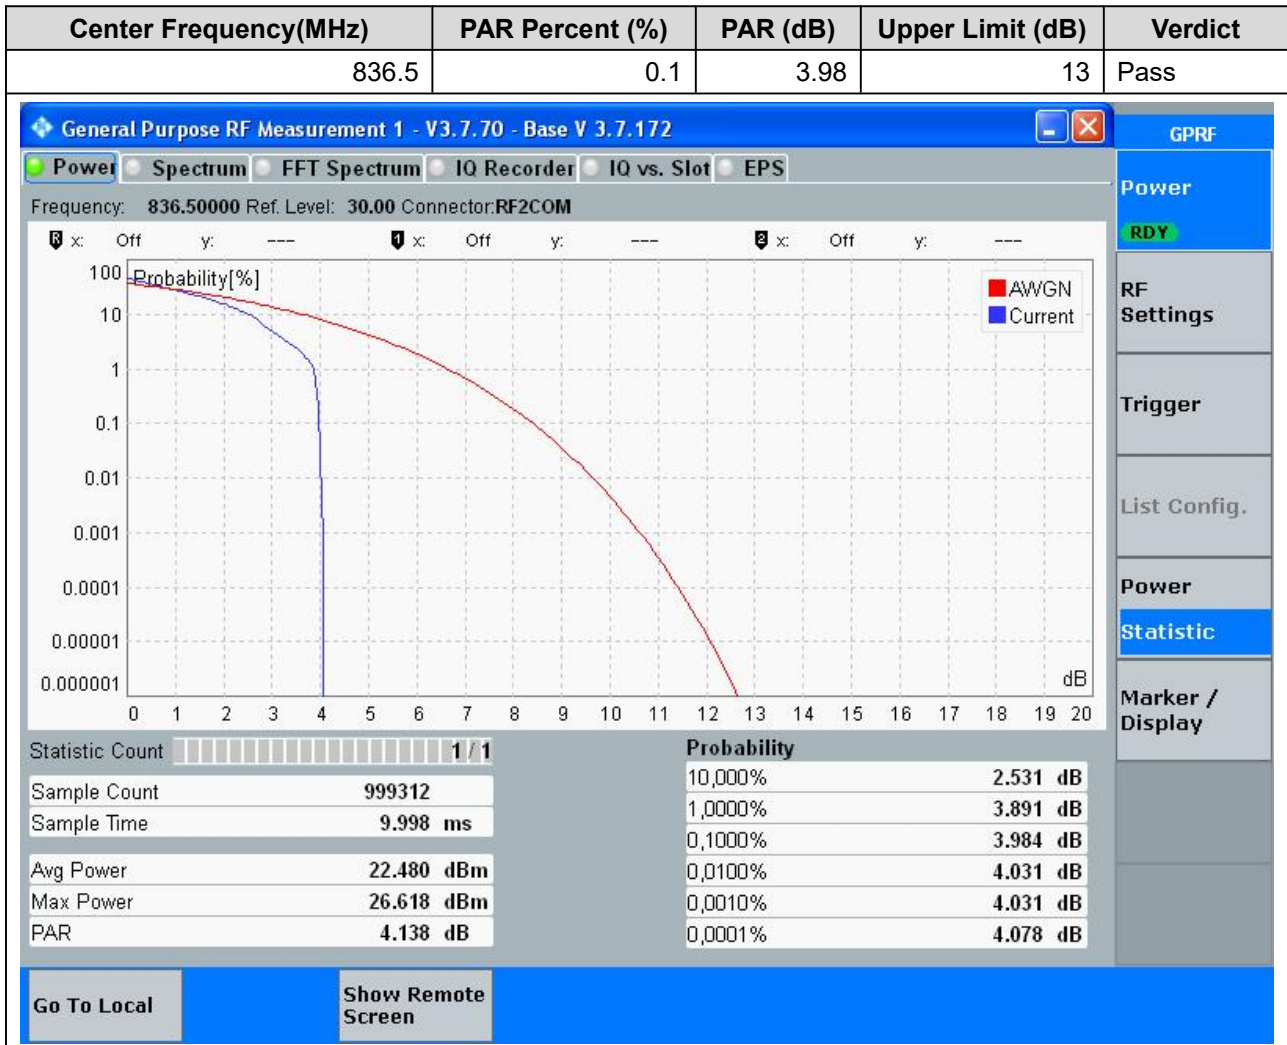 Center Frequency(MHz) PAR Percent (%) PAR (dB) Upper Limit (dB) Verdict
836.5 0.1 3.98 13 Pass
General Purpose RF Measurement 1 - V3.7.70 - Base V 3.7.172
GPRF
Power Spectrum FFT Spectrum IQ Recorder IQ vs. Slot EPS
Frequency: 836.50000 Ref. Level: 30.00 Connector:RF2COM
R x: Off y: --- 1 x: Off y: --- 2 x: Off y: ---
Probability[%]
AWGN
Current
100
10
1
0.1
0.01
0.001
0.0001
0.00001
0.000001
dB
0 1 2 3 4 5 6 7 8 9 10 11 12 13 14 15 16 17 18 19 20
Statistic Count 1 / 1
Sample Count 999312
Sample Time 9.998 ms
Avg Power 22.480 dBm
Max Power 26.618 dBm
PAR 4.138 dB
Probability
10,000% 2.531 dB
1,0000% 3.891 dB
0,1000% 3.984 dB
0,0100% 4.031 dB
0,0010% 4.031 dB
0,0001% 4.078 dB
Power
RDY
RF
Settings
Trigger
List Config.
Power
Statistic
Marker /
Display
Go To Local
Show Remote
Screen